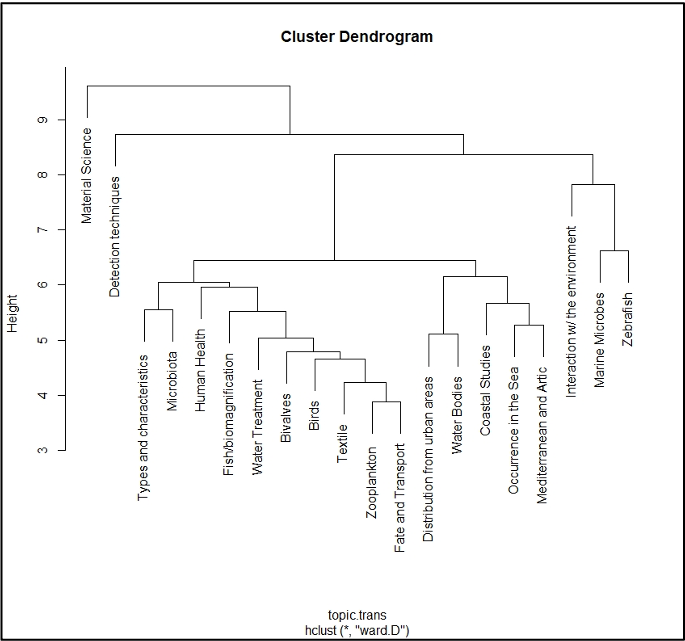 Cluster Dendrogram
Height
9
8
7
6
5
4
3
Material Science
Detection techniques
Types and characteristics
Microbiota
Human Health
Fish/biomagnification
Water Treatment
Bivalves
Birds
Textile
Zooplankton
Fate and Transport
Distribution from urban areas
Water Bodies
Coastal Studies
Occurrence in the Sea
Mediterranean and Artic
Interaction w/ the environment
Marine Microbes
Zebrafish
topic.trans
hclust (*, "ward.D")